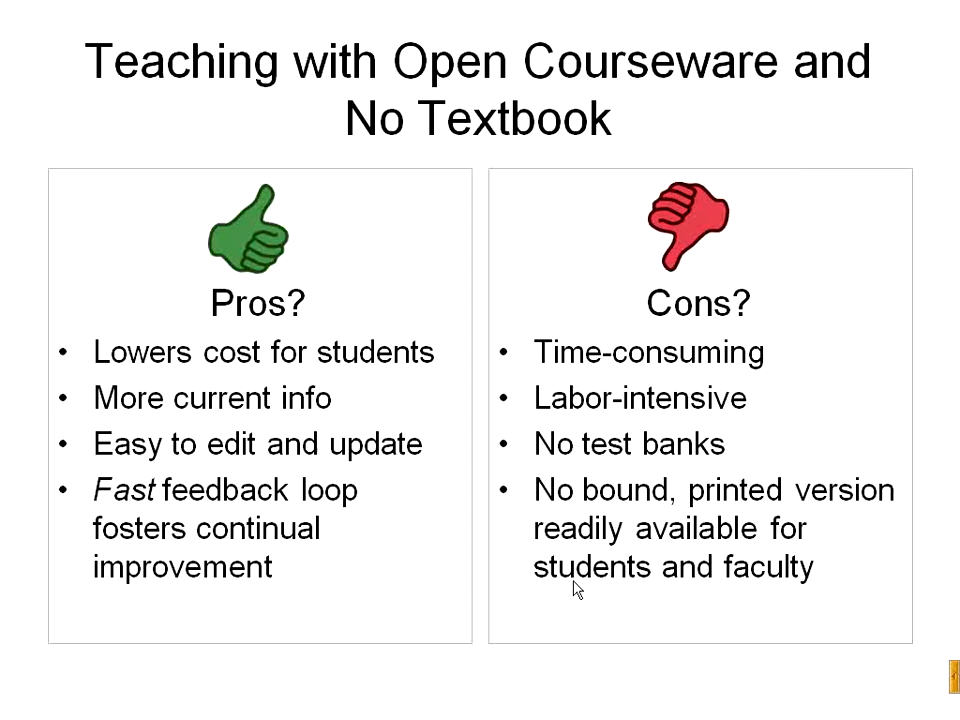 Teaching with Open Courseware and
No Textbook
Pros?
• Lowers cost for students
• More current info
• Easy to edit and update
• Fast feedback loop
fosters continual
improvement
Cons?
• Time-consuming
• Labor-intensive
• No test banks
• No bound, printed version
readily available for
students and faculty